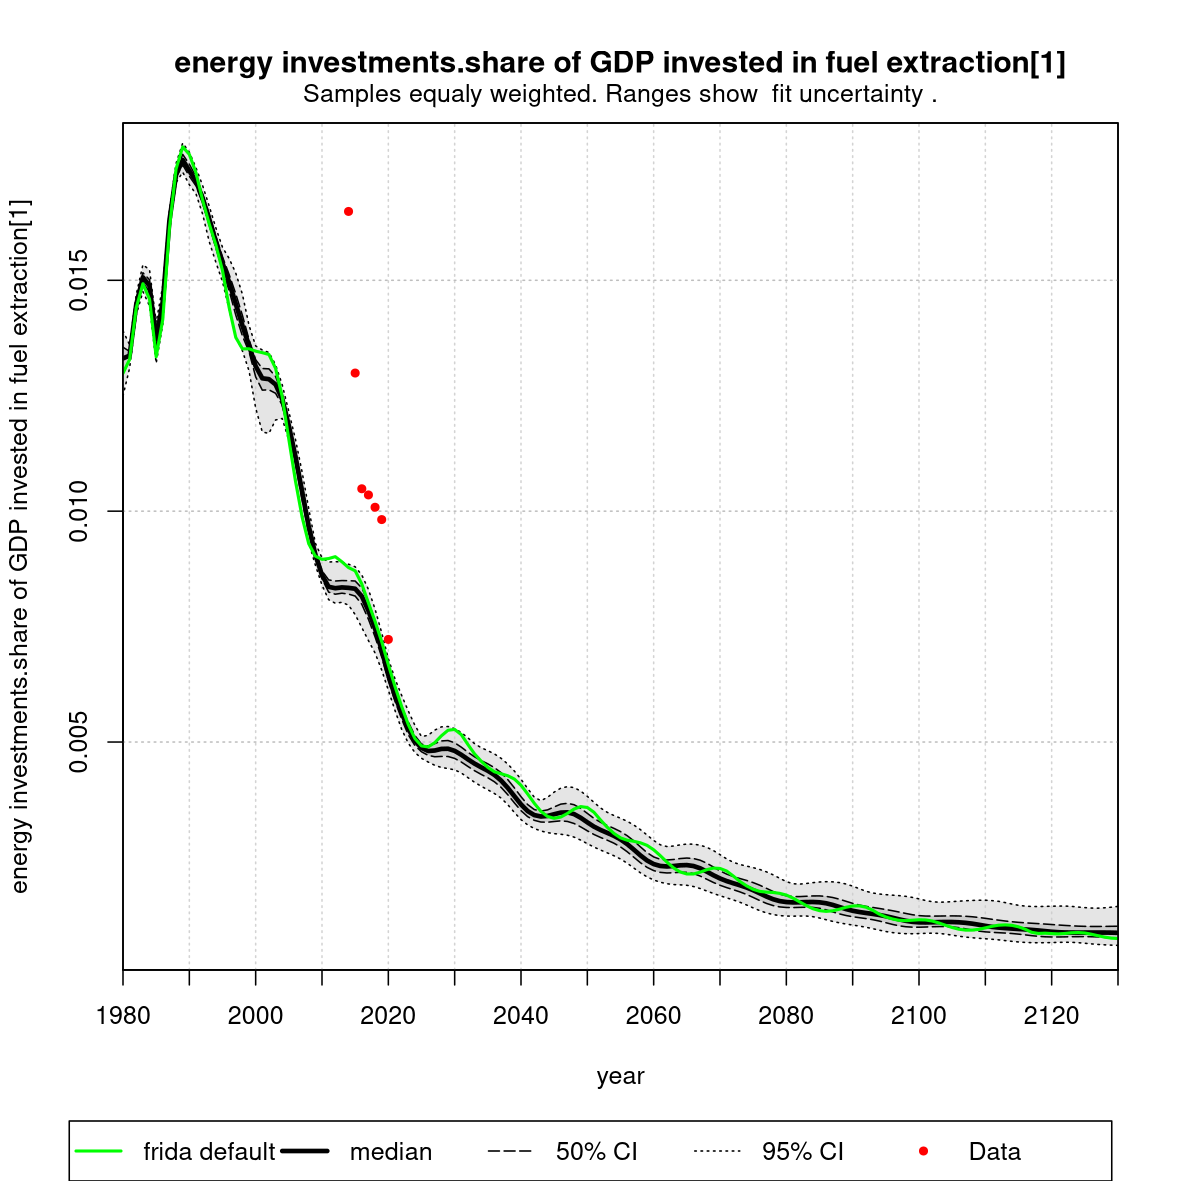 energy investments.share of GDP invested in fuel extraction[1]
Samples equaly weighted. Ranges show  fit uncertainty .
energy investments.share of GDP invested in fuel extraction[1]
0.015
0.010
0.005
1980 2000 2020 2040 2060 2080 2100 2120
year
frida default median 50% CI 95% CI Data